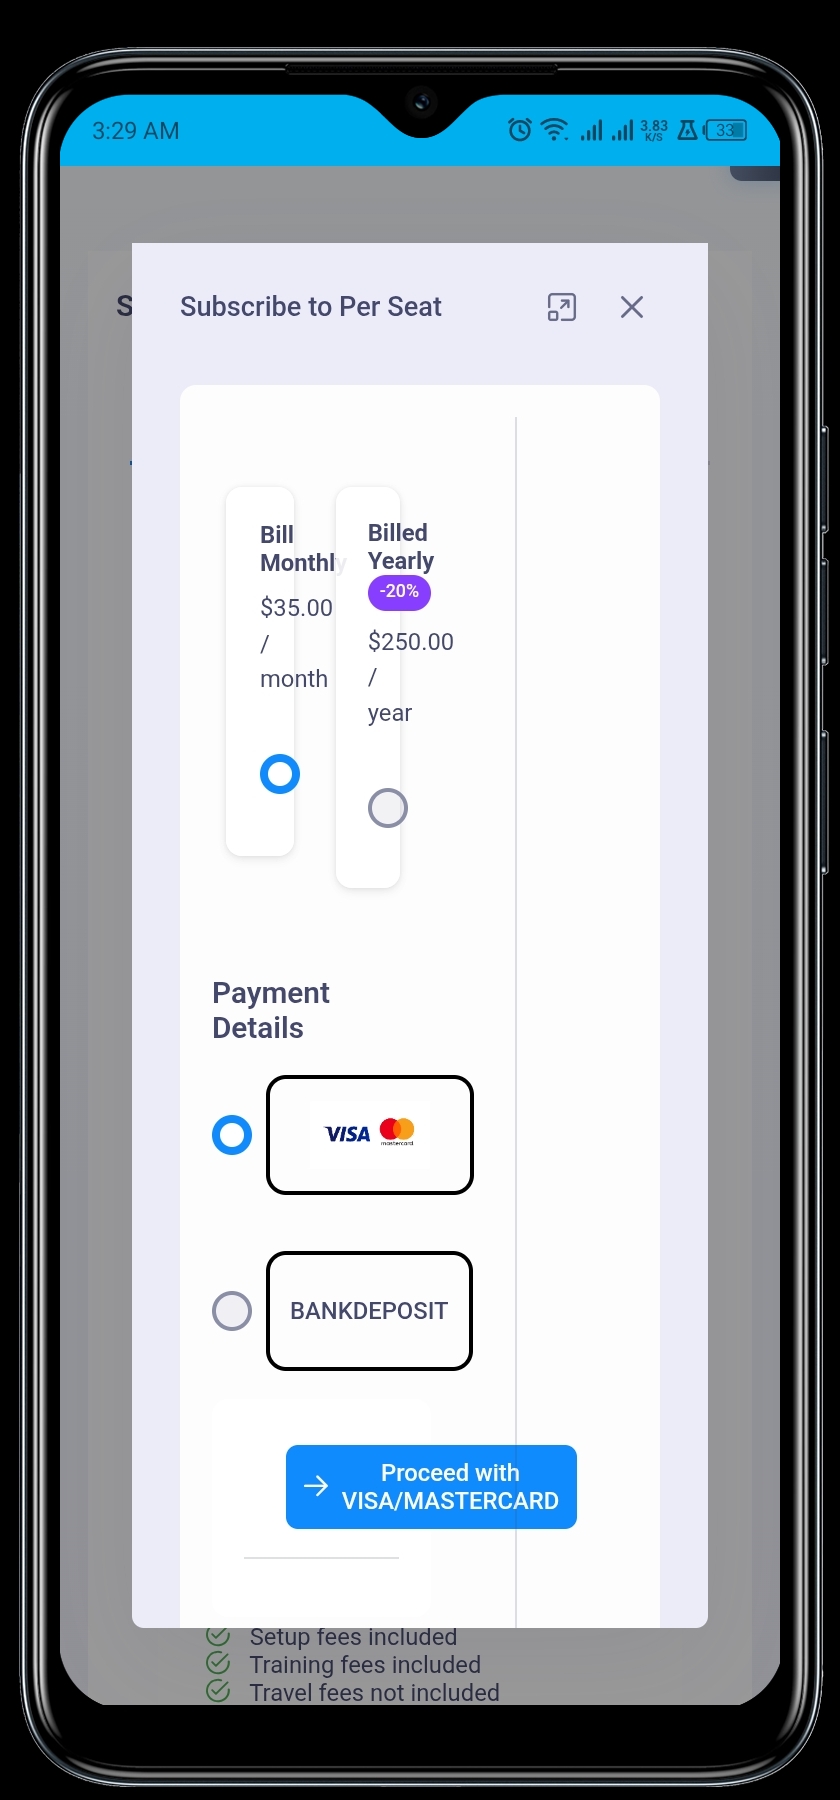 3:29 AM
3.83
K/S
33
S
Subscribe to Per Seat
Bill
Monthly
$35.00
/
month
Billed
Yearly
-20%
$250.00
/
year
Payment
Details
VISA
mastercard
BANKDEPOSIT
Proceed with
VISA/MASTERCARD
Setup fees included
Training fees included
Travel fees not included